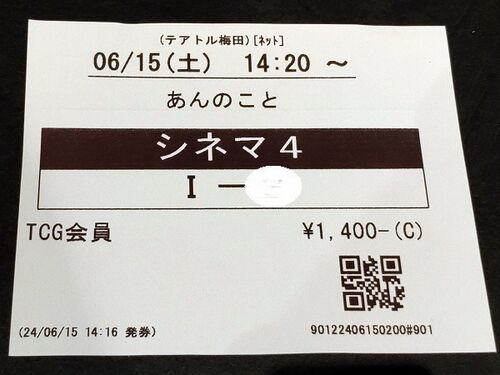 (テアトル梅田)[ﾈｯﾄ]
06/15(土) 14:20 ～
あんのこと
シネマ4
I －
TCG会員 ¥1,400-(C)
(24/06/15 14:16 発券) 90122406150200#901